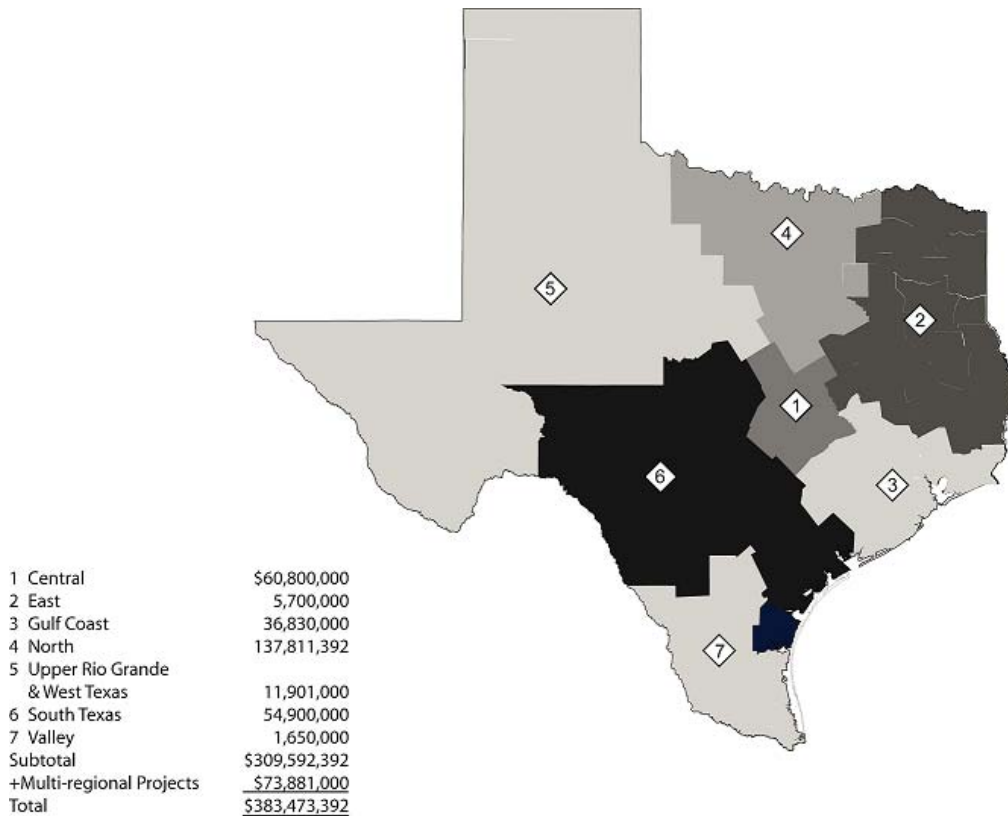 4
5
2
1
6
3
7
1 Central $60,800,000
2 East 5,700,000
3 Gulf Coast 36,830,000
4 North 137,811,392
5 Upper Rio Grande
& West Texas 11,901,000
6 South Texas 54,900,000
7 Valley 1,650,000
Subtotal $309,592,392
+Multi-regional Projects $73,881,000
Total $383,473,392